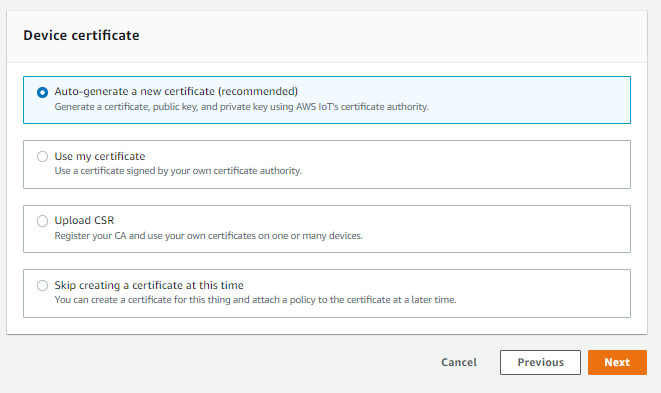 Device certificate
Auto-generate a new certificate (recommended)
Generate a certificate, public key, and private key using AWS IoT's certificate authority.
Use my certificate
Use a certificate signed by your own certificate authority.
Upload CSR
Register your CA and use your own certificates on one or many devices.
Skip creating a certificate at this time
You can create a certificate for this thing and attach a policy to the certificate at a later time.
Cancel Previous Next